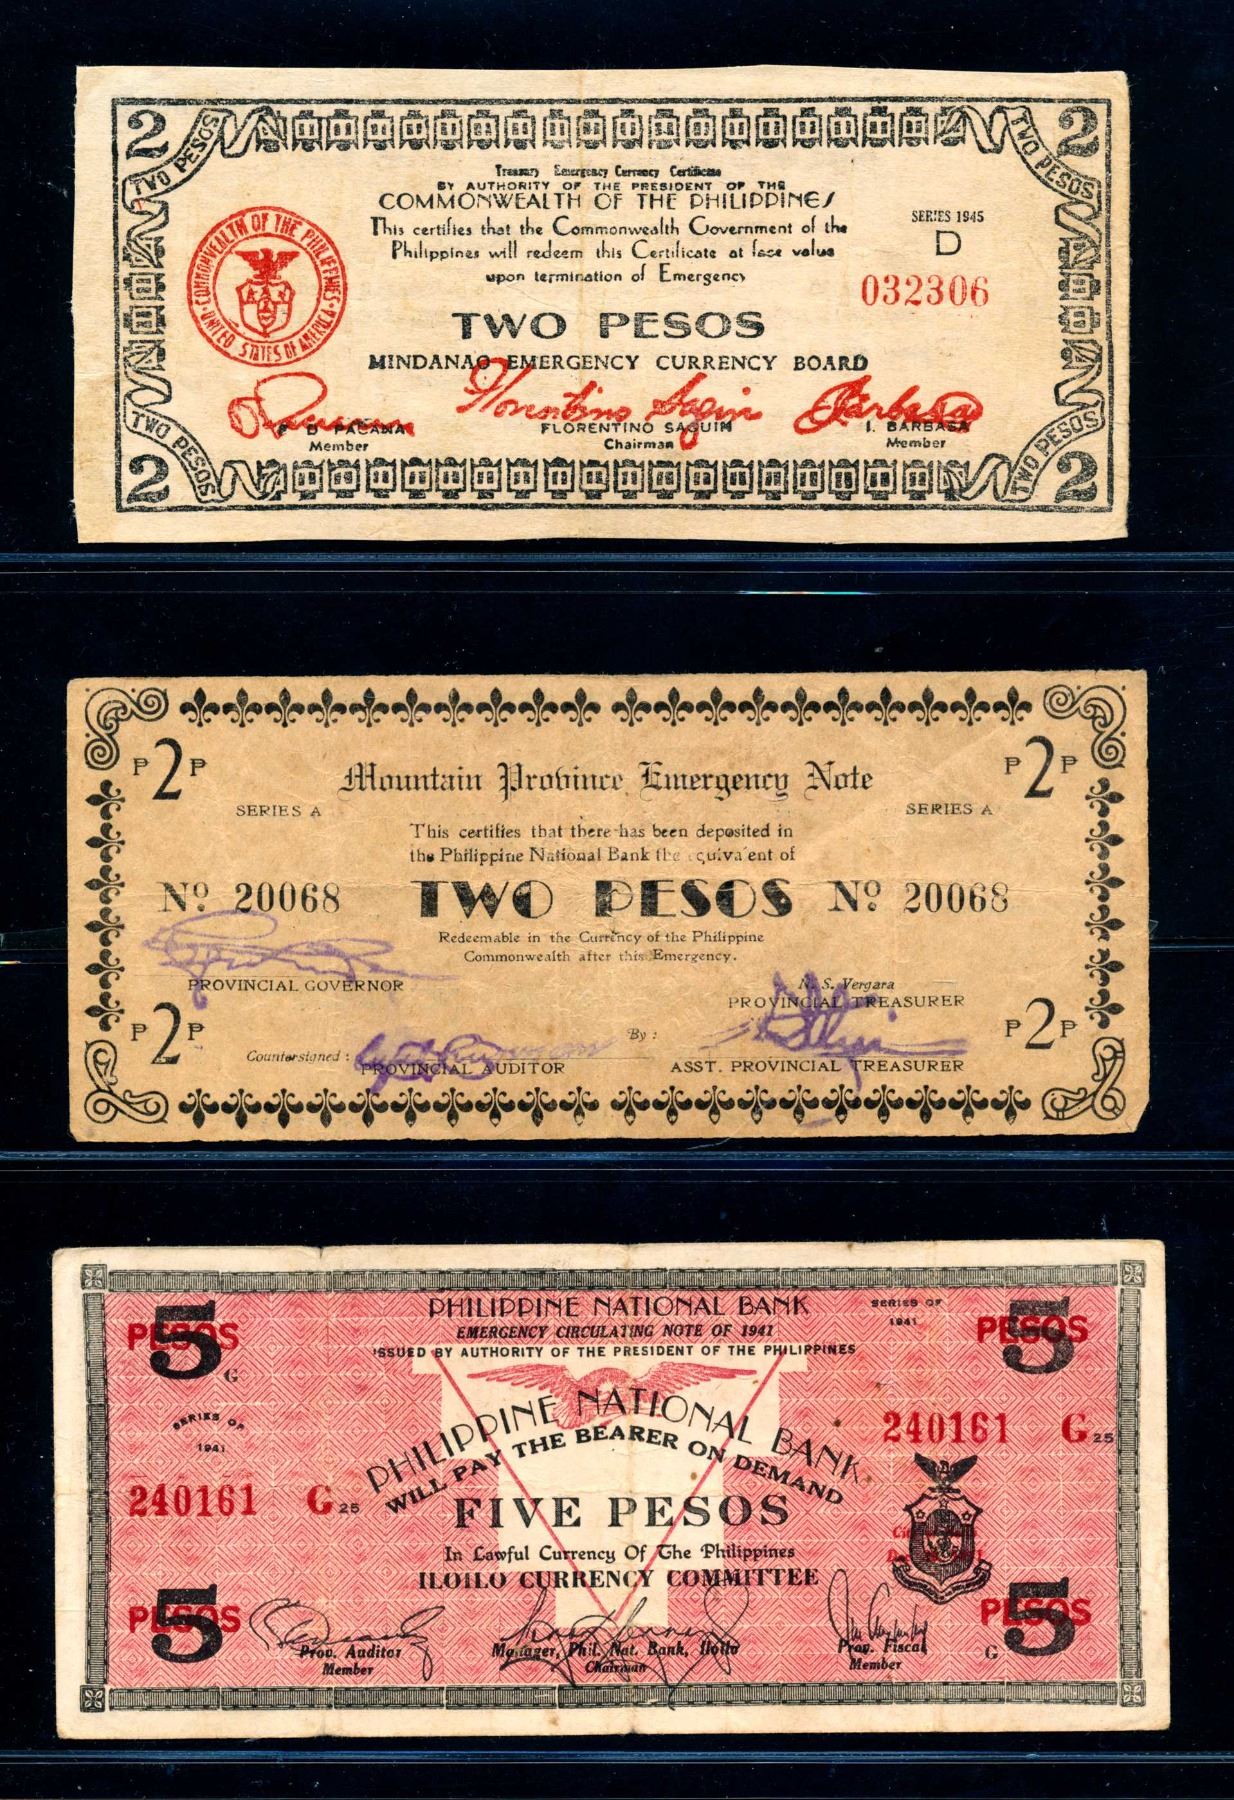 2 TWO PESOS TWO PESOS 2
Treasury Emergency Currency Certificate
BY AUTHORITY OF THE PRESIDENT OF THE
COMMONWEALTH OF THE PHILIPPINES
This certifies that the Commonwealth Government of the
Philippines will redeem this Certificate at face value
upon termination of Emergency
SERIES 1945
D
032306
COMMONWEALTH OF THE PHILIPPINES
UNITED STATES OF AMERICA
TWO PESOS
MINDANAO EMERGENCY CURRENCY BOARD
Florentino Saguin
P D PACANA
Member
FLORENTINO SAGUIN
Chairman
I. BARBASA
Member
2 TWO PESOS TWO PESOS 2
₱2₱ ₱2₱
Mountain Province Emergency Note
SERIES A SERIES A
This certifies that there has been deposited in
the Philippine National Bank the equivalent of
Nº 20068 TWO PESOS Nº 20068
Redeemable in the Currency of the Philippine
Commonwealth after this Emergency.
PROVINCIAL GOVERNOR
N. S. Vergara
PROVINCIAL TREASURER
₱2₱ ₱2₱
By :
Countersigned :
PROVINCIAL AUDITOR
ASST. PROVINCIAL TREASURER
5 PESOS G
5 PESOS
PHILIPPINE NATIONAL BANK
EMERGENCY CIRCULATING NOTE OF 1941
ISSUED BY AUTHORITY OF THE PRESIDENT OF THE PHILIPPINES
SERIES OF
1941
SERIES OF
1941
PHILIPPINE NATIONAL BANK
WILL PAY THE BEARER ON DEMAND
240161 G 25
240161 G 25
FIVE PESOS
In Lawful Currency Of The Philippines
ILOILO CURRENCY COMMITTEE
5 PESOS
G 5 PESOS
Prov. Auditor
Member
Manager, Phil. Nat. Bank, Iloilo
Chairman
Prov. Fiscal
Member